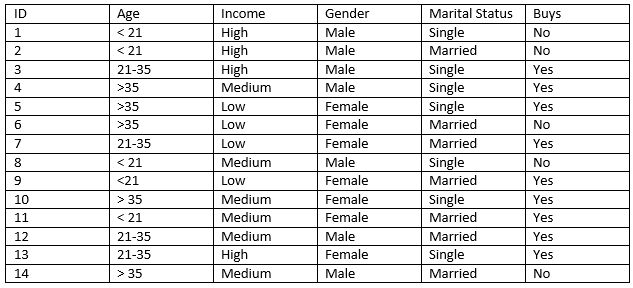 ID Age Income Gender Marital Status Buys
1 < 21 High Male Single No
2 < 21 High Male Married No
3 21-35 High Male Single Yes
4 >35 Medium Male Single Yes
5 >35 Low Female Single Yes
6 >35 Low Female Married No
7 21-35 Low Female Married Yes
8 < 21 Medium Male Single No
9 <21 Low Female Married Yes
10 > 35 Medium Female Single Yes
11 < 21 Medium Female Married Yes
12 21-35 Medium Male Married Yes
13 21-35 High Female Single Yes
14 > 35 Medium Male Married No